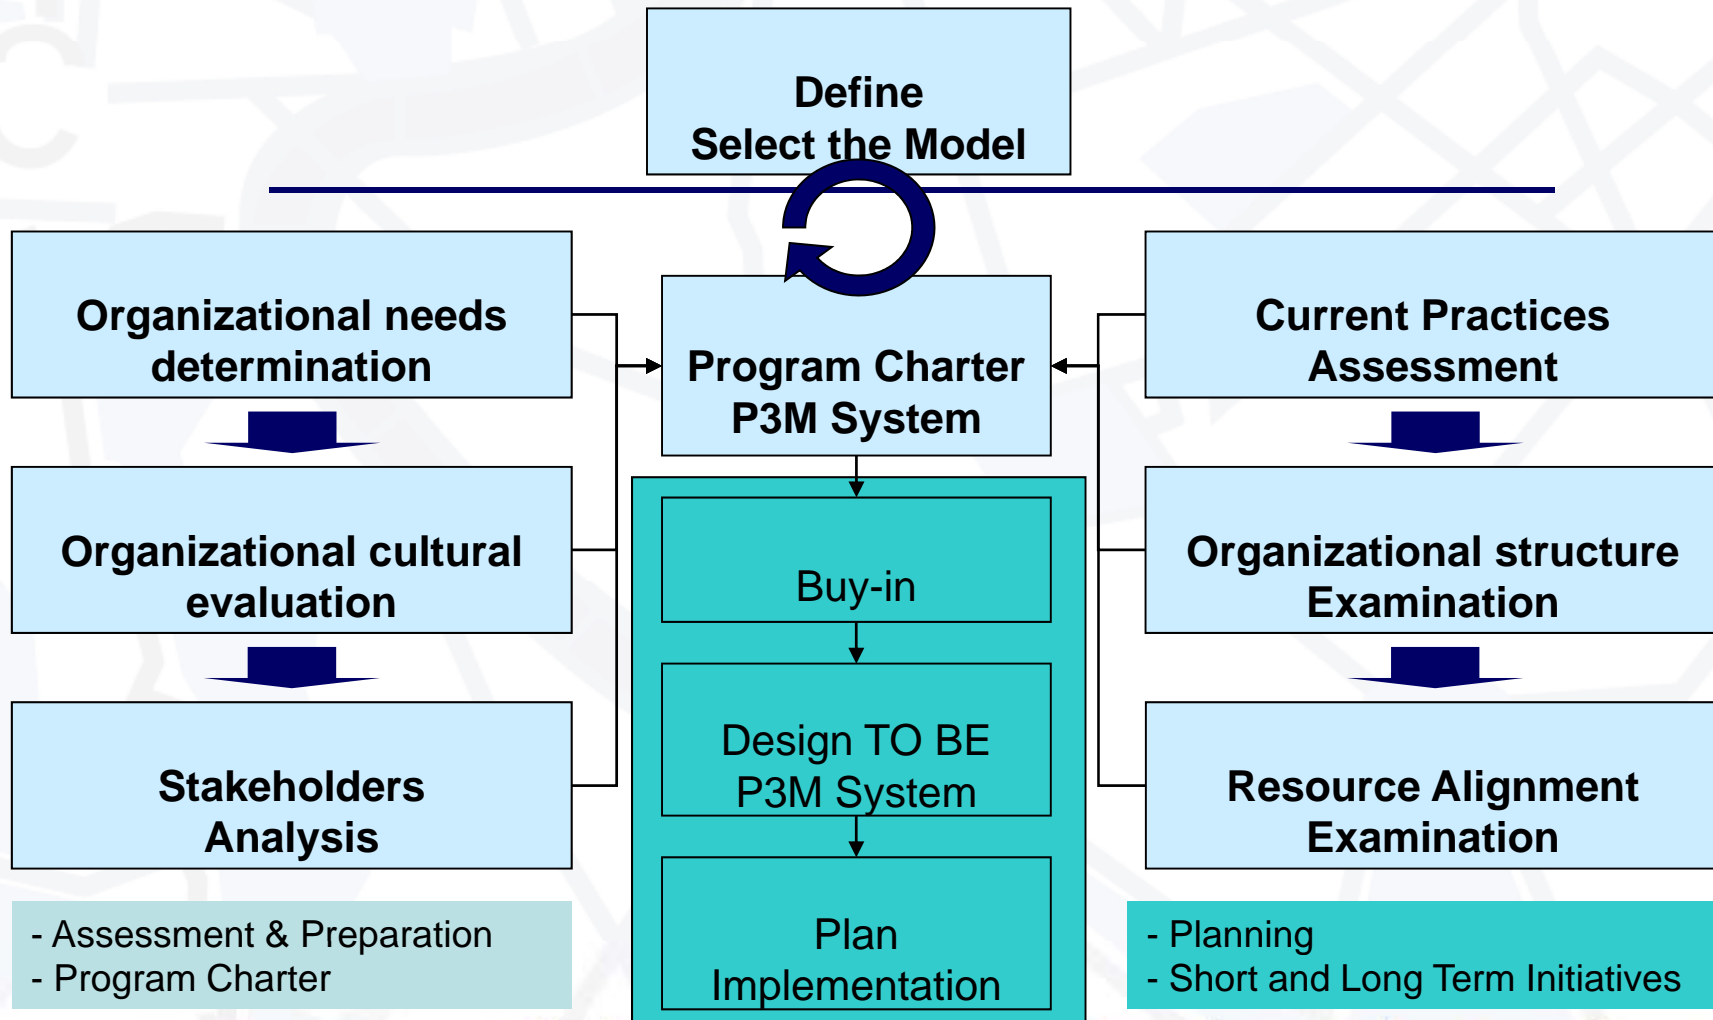 Define
Select the Model
Organizational needs
determination
Program Charter
P3M System
Current Practices
Assessment
Organizational cultural
evaluation
Buy-in
Organizational structure
Examination
Stakeholders
Analysis
Design TO BE
P3M System
Resource Alignment
Examination
- Assessment & Preparation
- Program Charter
Plan
Implementation
- Planning
- Short and Long Term Initiatives